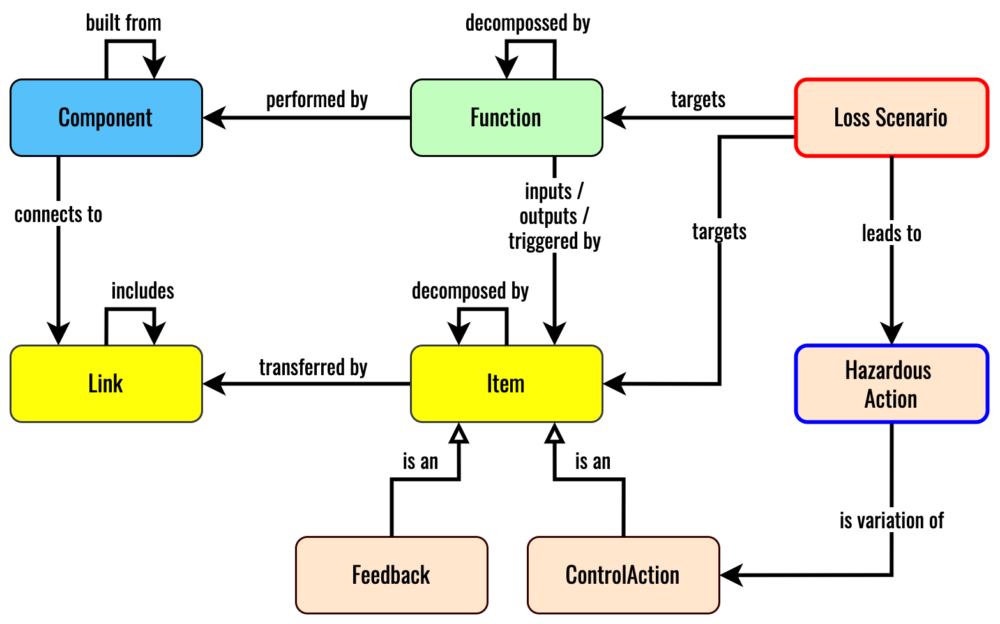 built from
decompossed by
Component
performed by
Function
targets
Loss Scenario
inputs /
outputs /
triggered by
connects to
targets
leads to
includes
decomposed by
Link
transferred by
Item
Hazardous
Action
is an
is an
is variation of
Feedback
ControlAction